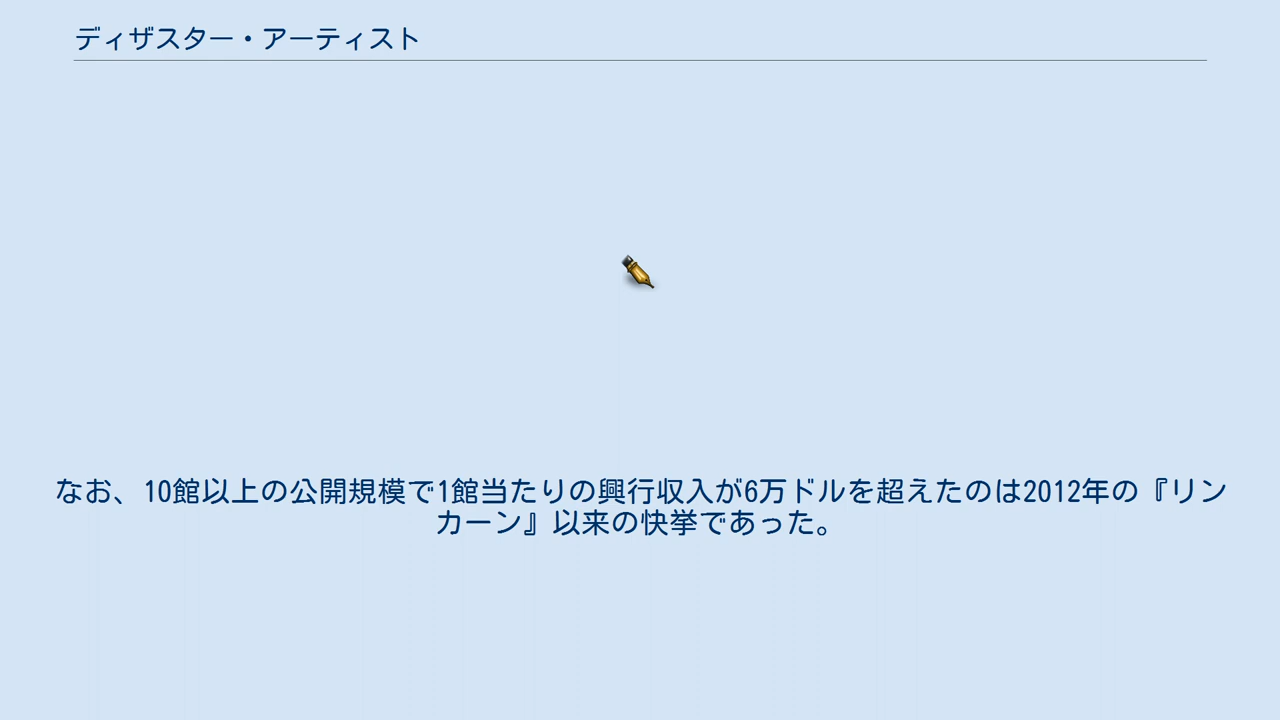 ディザスター・アーティスト
なお、10館以上の公開規模で1館当たりの興行収入が6万ドルを超えたのは2012年の『リン
カーン』以来の快挙であった。